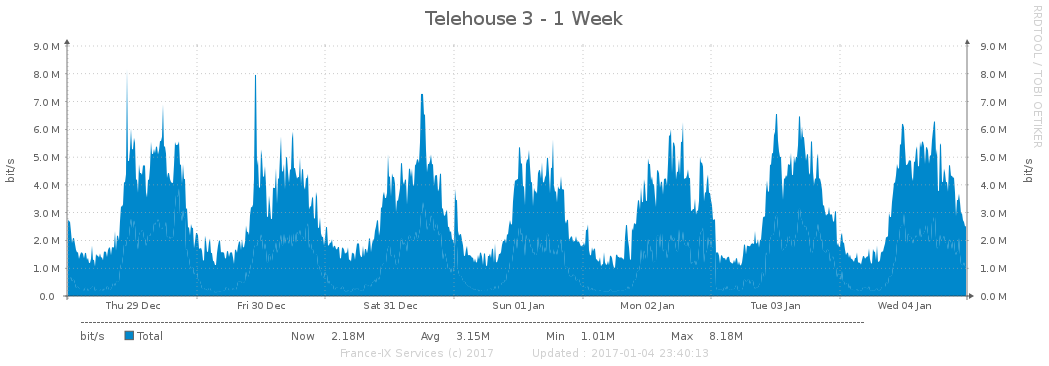 Telehouse 3 - 1 Week
RRDTOOL / TOBI OETIKER
bit/s
9.0 M 9.0 M
8.0 M 8.0 M
7.0 M 7.0 M
6.0 M 6.0 M
5.0 M 5.0 M
4.0 M 4.0 M
3.0 M 3.0 M
2.0 M 2.0 M
1.0 M 1.0 M
0.0 0.0 M
bit/s
Thu 29 Dec Fri 30 Dec Sat 31 Dec Sun 01 Jan Mon 02 Jan Tue 03 Jan Wed 04 Jan
bit/s Total Now 2.18M Avg 3.15M Min 1.01M Max 8.18M
France-IX Services (c) 2017 Updated : 2017-01-04 23:40:13